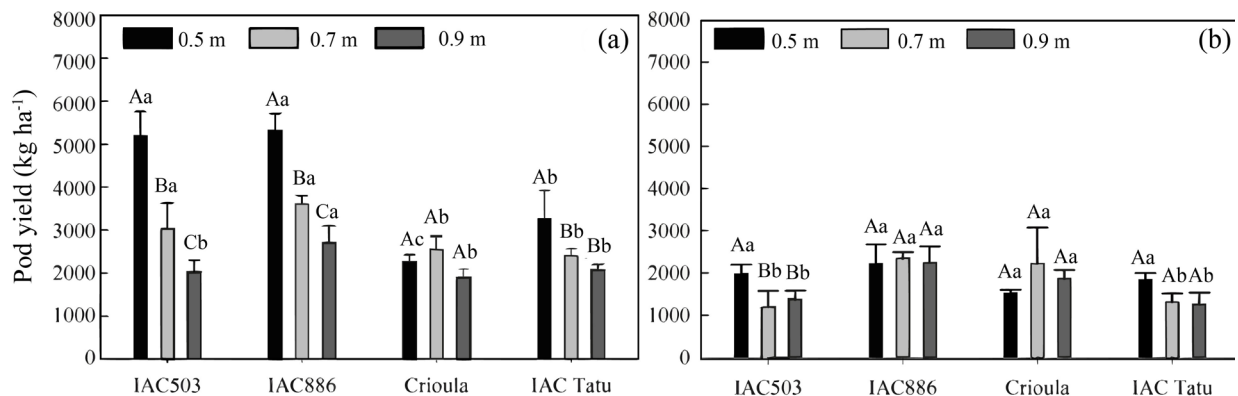 Pod yield (kg ha⁻¹)
8000
7000
6000
5000
4000
3000
2000
1000
0
0.5 m 0.7 m 0.9 m (a)
Aa Ba Cb
Aa Ba Ca
Ac Ab Ab
Ab Bb Bb
IAC503 IAC886 Crioula IAC Tatu
8000
7000
6000
5000
4000
3000
2000
1000
0
0.5 m 0.7 m 0.9 m (b)
Aa Bb Bb
Aa Aa Aa
Aa Aa Aa
Aa Ab Ab
IAC503 IAC886 Crioula IAC Tatu